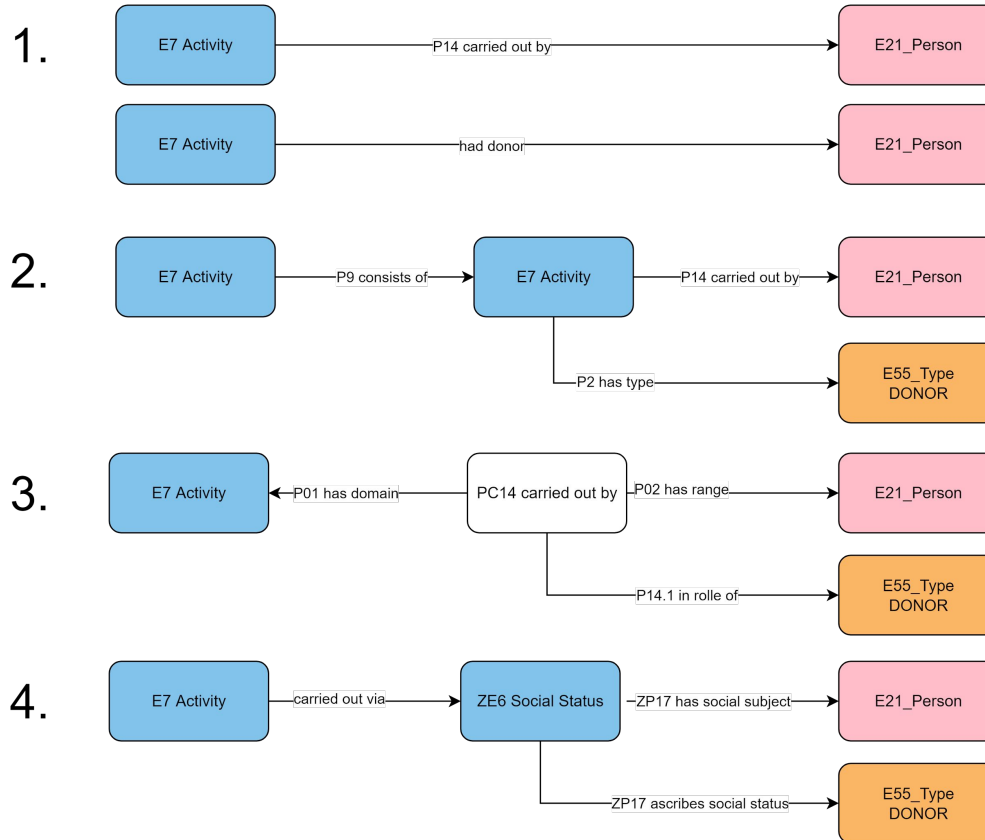 1.
E7 Activity
P14 carried out by
E21_Person
E7 Activity
had donor
E21_Person
2.
E7 Activity
P9 consists of
E7 Activity
P14 carried out by
E21_Person
P2 has type
E55_Type
DONOR
3.
E7 Activity
P01 has domain
PC14 carried out by
P02 has range
E21_Person
P14.1 in rolle of
E55_Type
DONOR
4.
E7 Activity
carried out via
ZE6 Social Status
ZP17 has social subject
E21_Person
ZP17 ascribes social status
E55_Type
DONOR